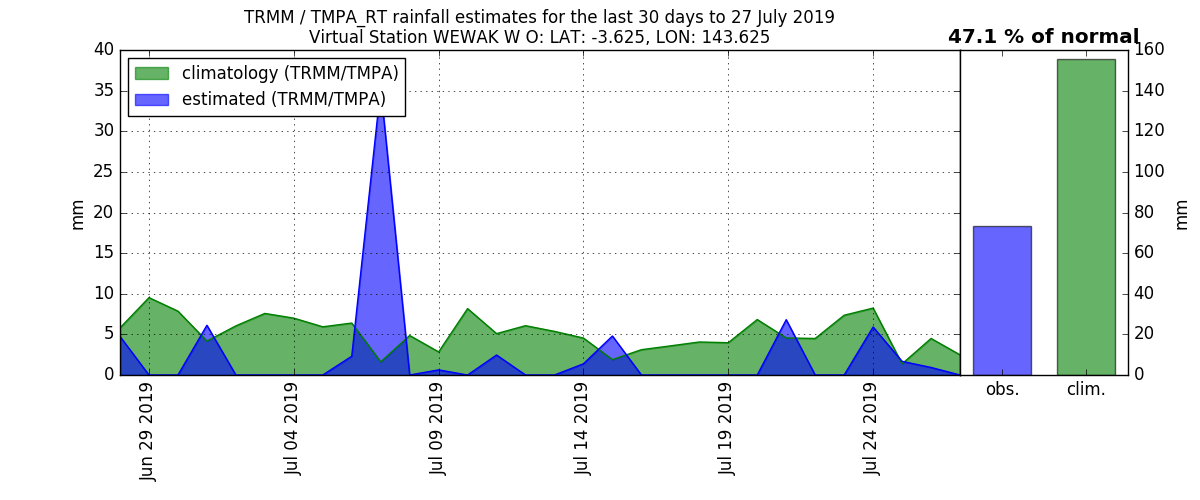 TRMM / TMPA_RT rainfall estimates for the last 30 days to 27 July 2019
Virtual Station WEWAK W O: LAT: -3.625, LON: 143.625
47.1 % of normal
climatology (TRMM/TMPA)
estimated (TRMM/TMPA)
40
35
30
25
20
15
10
5
0
mm
160
140
120
100
80
60
40
20
0
mm
Jun 29 2019
Jul 04 2019
Jul 09 2019
Jul 14 2019
Jul 19 2019
Jul 24 2019
obs.
clim.